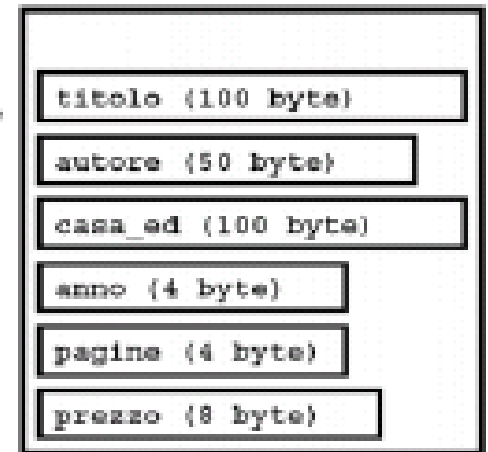 titolo (100 byte)
autore (50 byte)
casa_ed (100 byte)
anno (4 byte)
pagine (4 byte)
prezzo (8 byte)